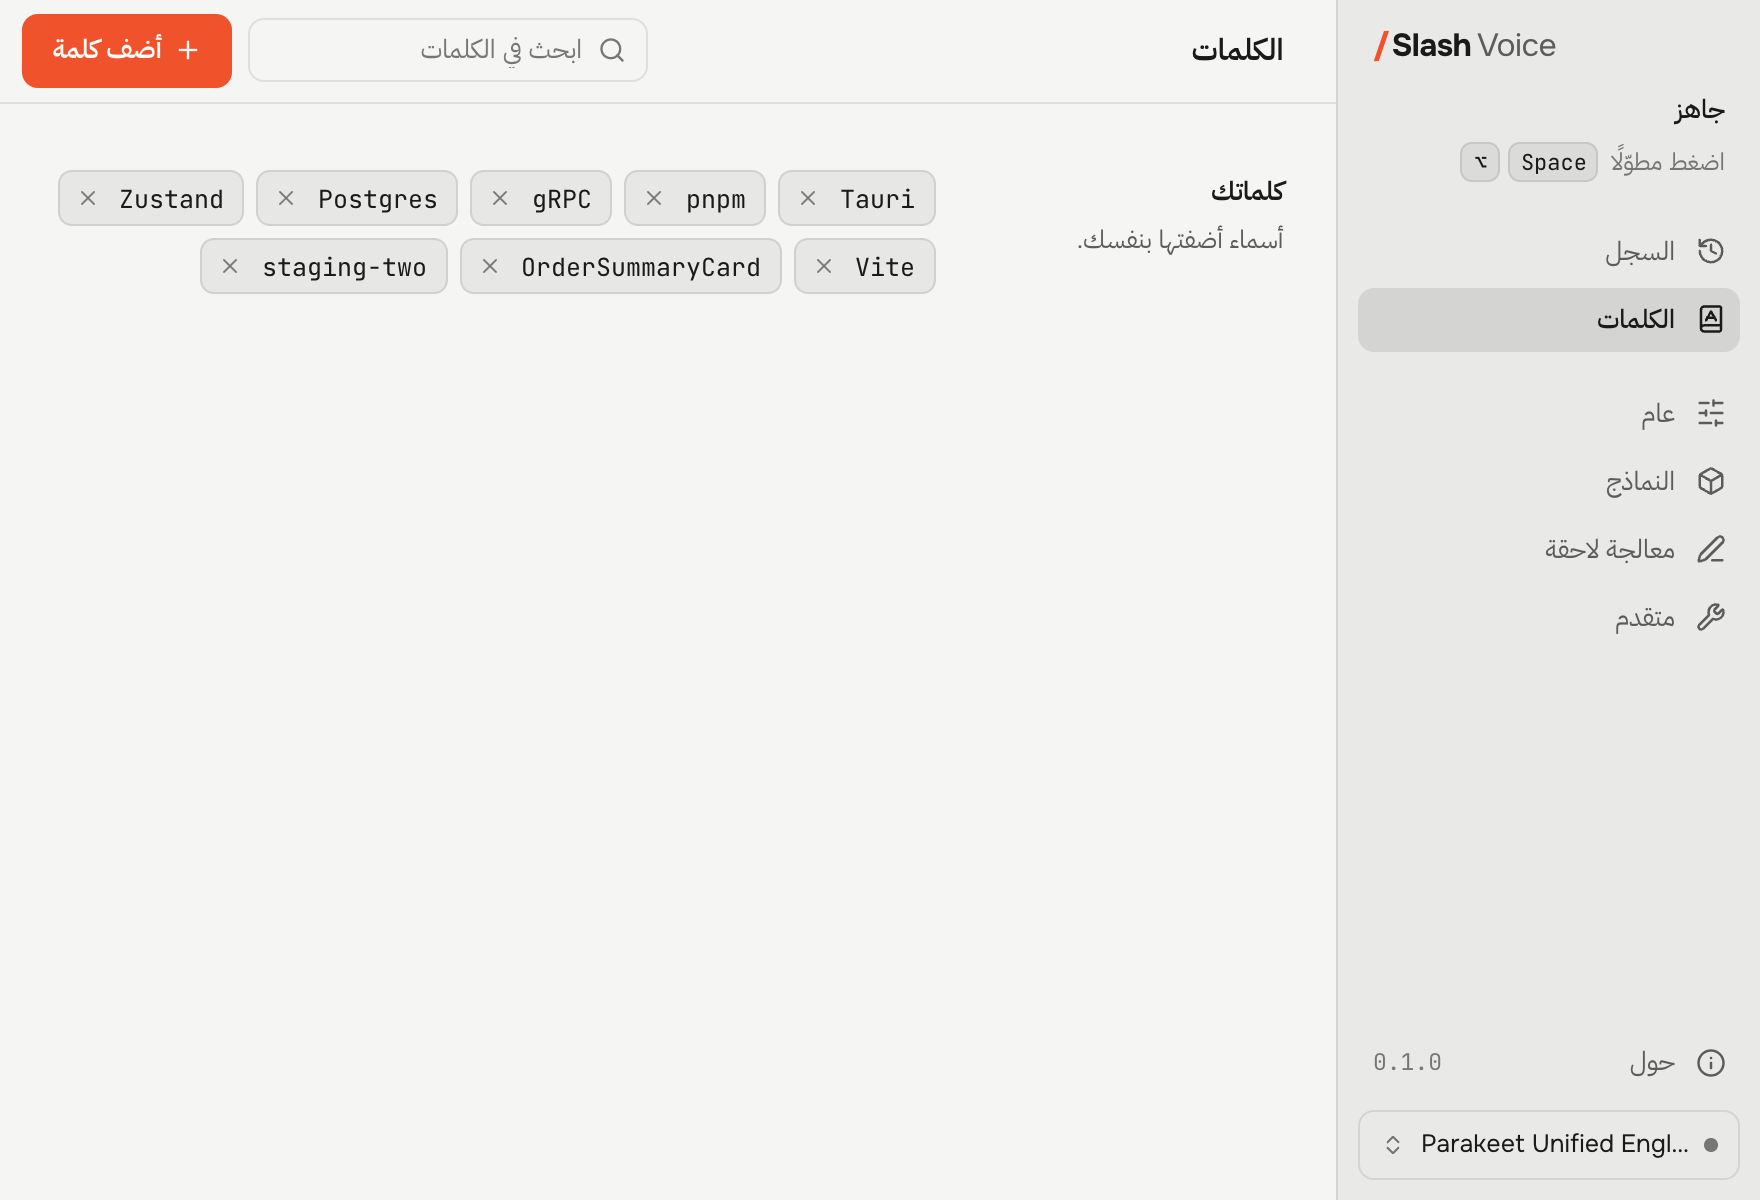 /Slash Voice
جاهز
اضغط مطوّلًا Space ⌥
السجل
الكلمات
عام
النماذج
معالجة لاحقة
متقدم
حول 0.1.0
Parakeet Unified Engl...
الكلمات
ابحث في الكلمات
أضف كلمة
كلماتك
أسماء أضفتها بنفسك.
Tauri pnpm gRPC Postgres Zustand
Vite OrderSummaryCard staging-two